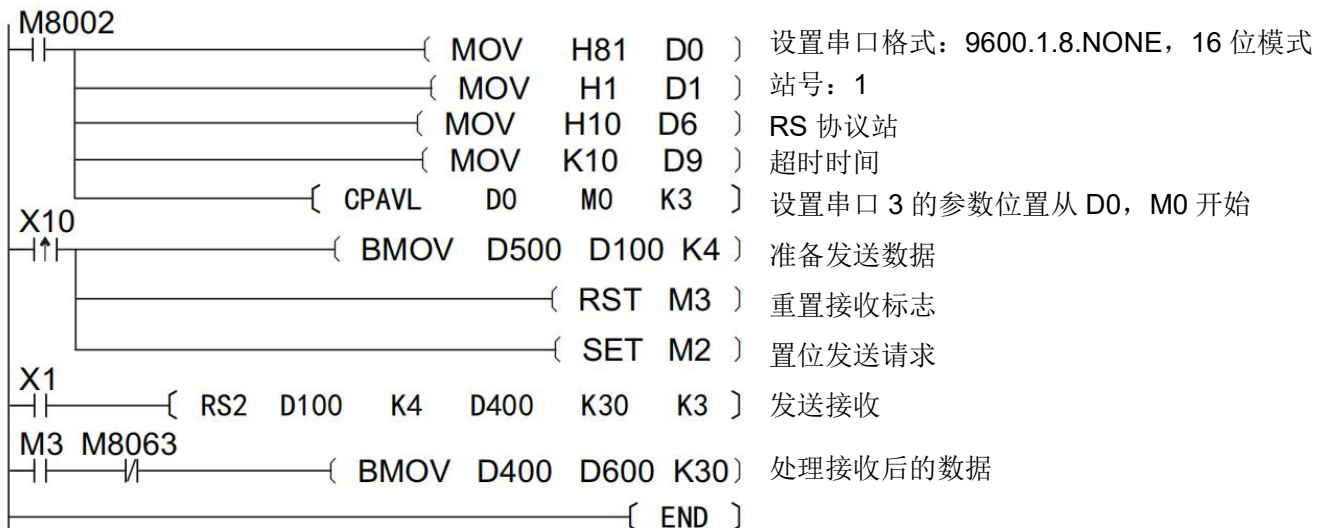 M8002
MOV H81 D0 设置串口格式：9600.1.8.NONE，16 位模式
MOV H1 D1 站号：1
MOV H10 D6 RS 协议站
MOV K10 D9 超时时间
CPAVL D0 M0 K3 设置串口 3 的参数位置从 D0，M0 开始
X10
BMOV D500 D100 K4 准备发送数据
RST M3 重置接收标志
SET M2 置位发送请求
X1
RS2 D100 K4 D400 K30 K3 发送接收
M3 M8063
BMOV D400 D600 K30 处理接收后的数据
END